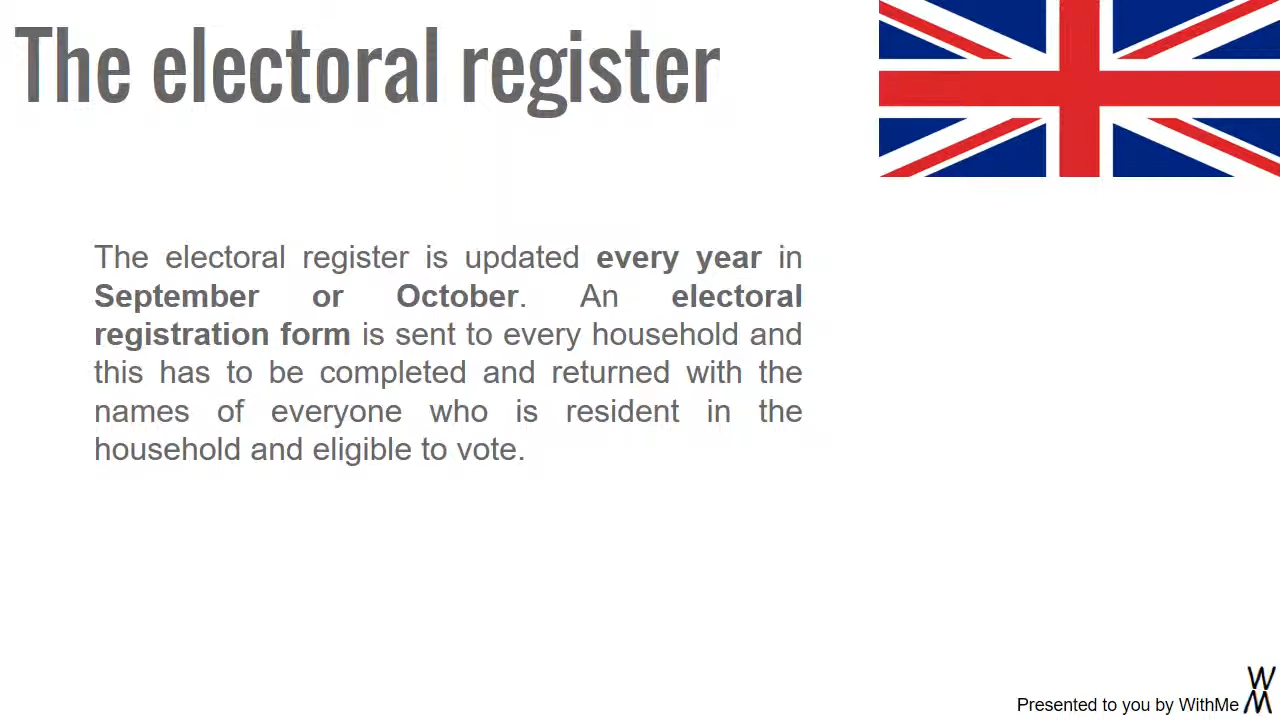 The electoral register
The electoral register is updated every year in
September or October. An electoral
registration form is sent to every household and
this has to be completed and returned with the
names of everyone who is resident in the
household and eligible to vote.
W
Presented to you by WithMe M